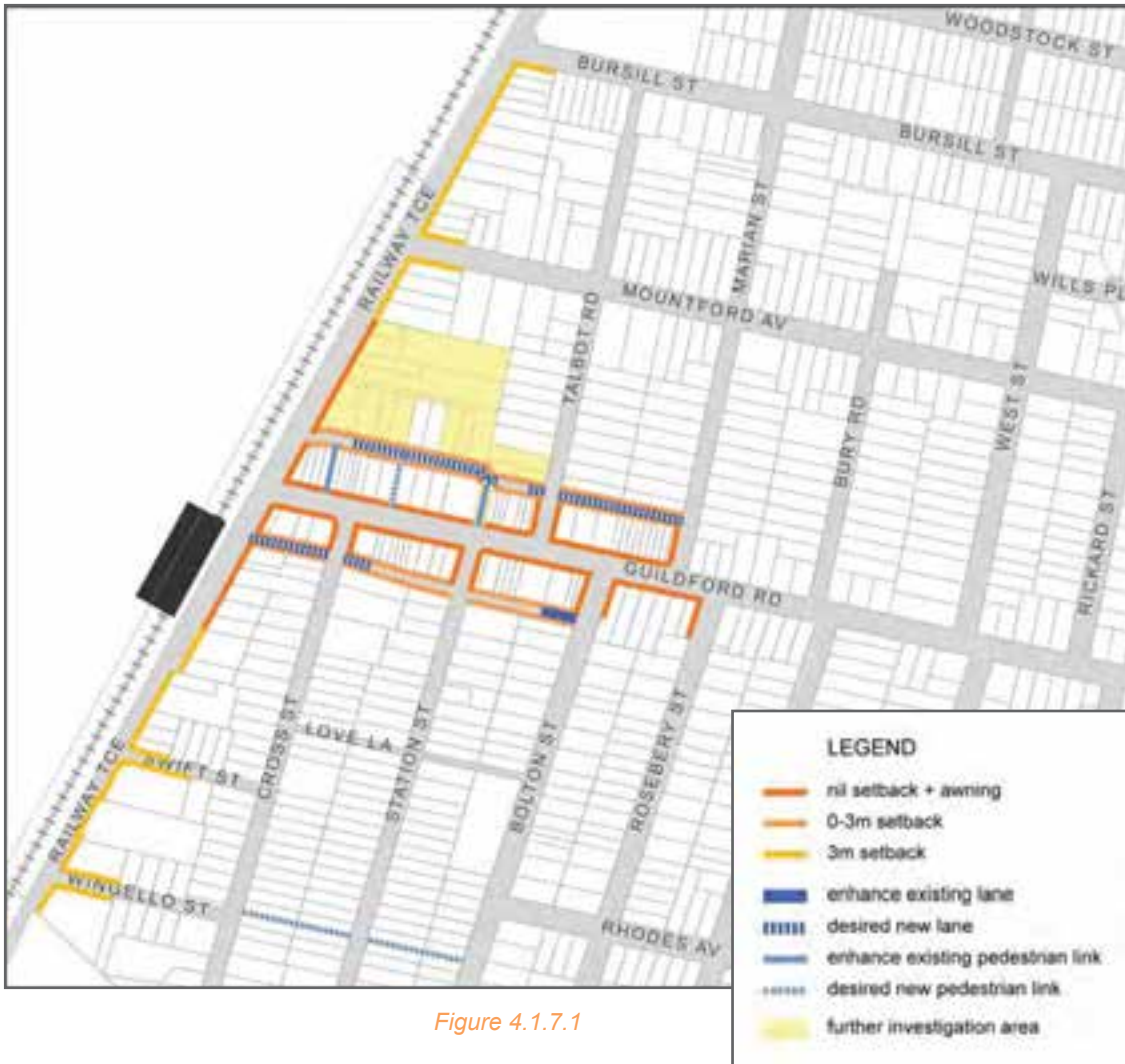 WOODSTOCK ST
BURSILL ST
BURSILL ST
RAILWAY TCE
MARIAN ST
WILLS PL
MOUNTFORD AV
TALBOT RD
WEST ST
BURY RD
RICKARD ST
GUILDFORD RD
CROSS ST
LOVE LA
STATION ST
BOLTON ST
ROSEBERY ST
SWIFT ST
RAILWAY TCE
WINGELLO ST
RHODES AV
LEGEND
nil setback + awning
0-3m setback
3m setback
enhance existing lane
desired new lane
enhance existing pedestrian link
desired new pedestrian link
further investigation area
Figure 4.1.7.1